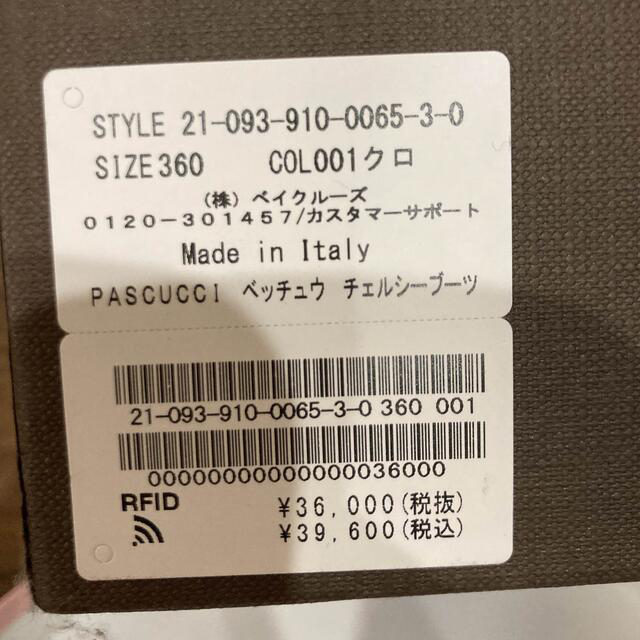 STYLE 21-093-910-0065-3-0
SIZE360 COL001クロ
（株）ベイクルーズ
0120-301457/カスタマーサポート
Made in Italy
PASCUCCI ベッチュウ チェルシーブーツ
21-093-910-0065-3-0 360 001
00000000000000036000
RFID
¥36,000(税抜)
¥39,600(税込)